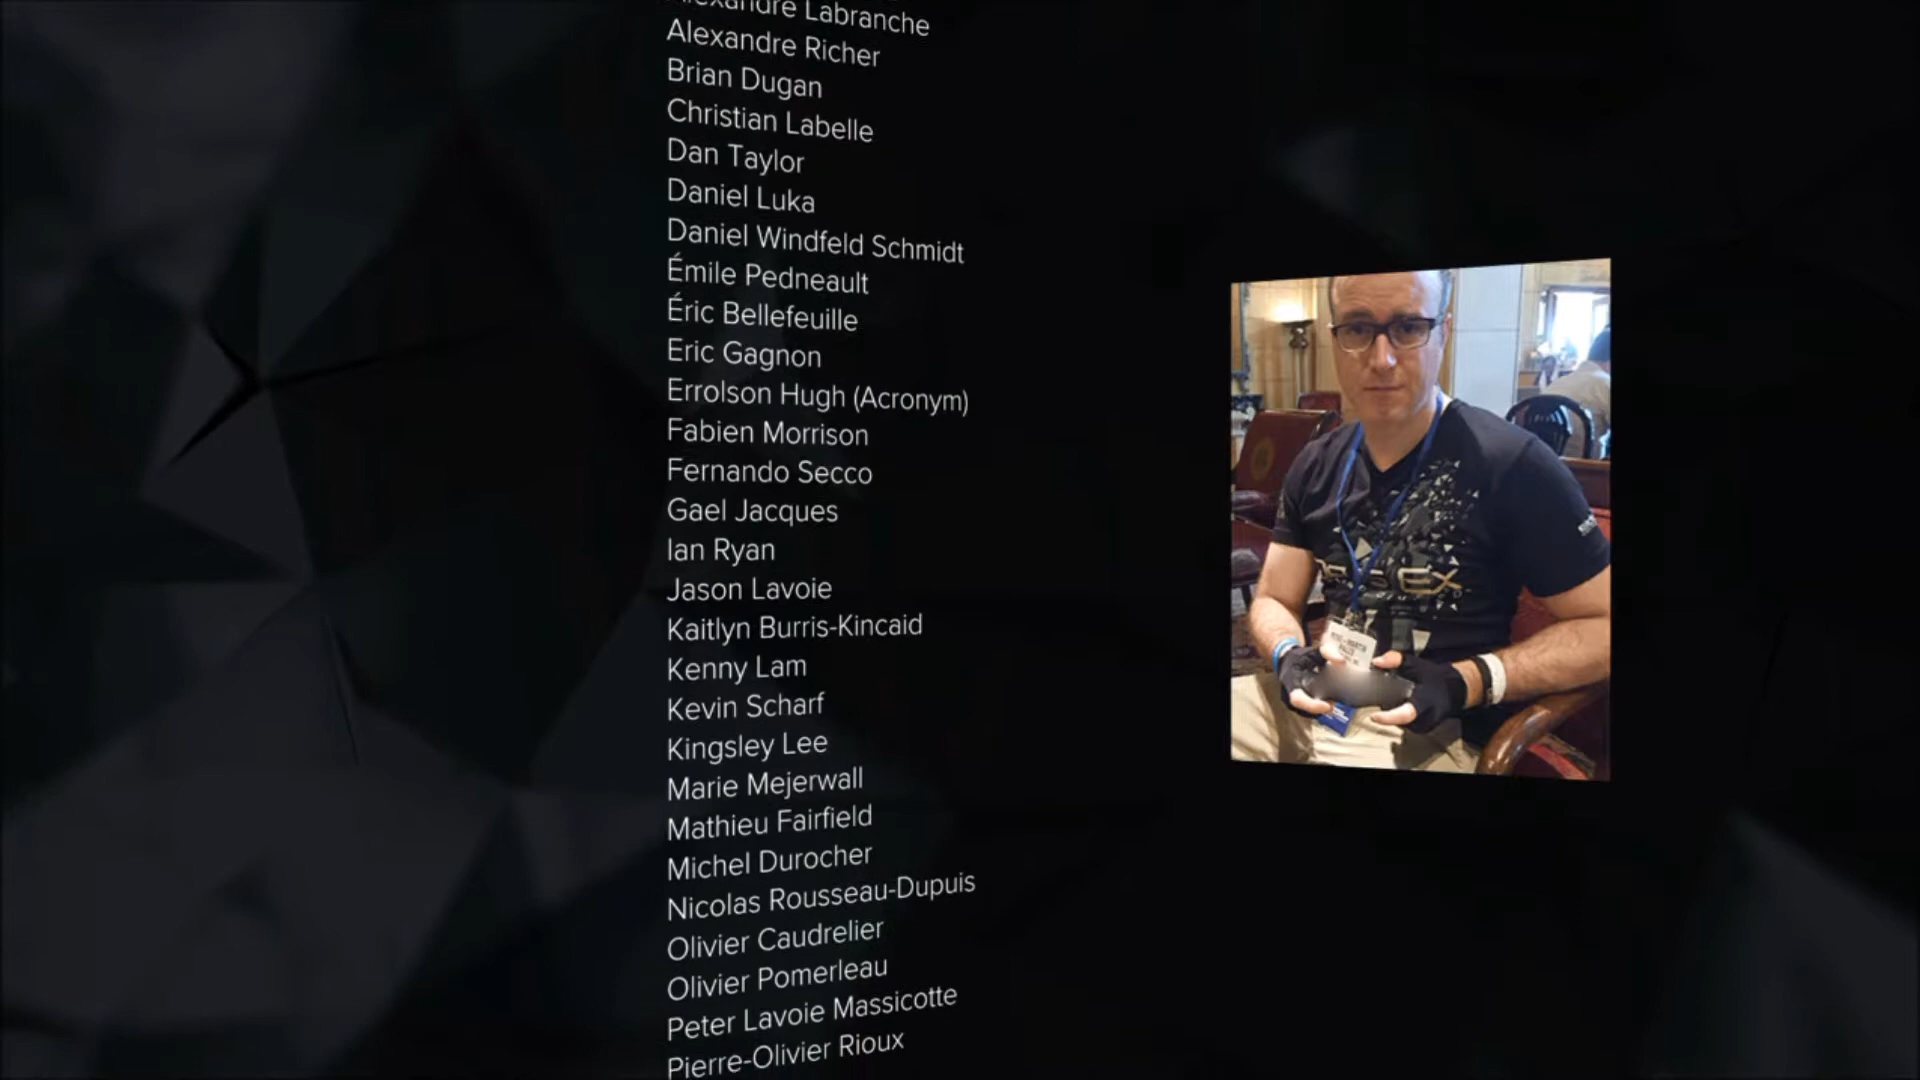 Alexandre Labranche
Alexandre Richer
Brian Dugan
Christian Labelle
Dan Taylor
Daniel Luka
Daniel Windfeld Schmidt
Émile Pedneault
Éric Bellefeuille
Eric Gagnon
Errolson Hugh (Acronym)
Fabien Morrison
Fernando Secco
Gael Jacques
Ian Ryan
Jason Lavoie
Kaitlyn Burris-Kincaid
Kenny Lam
Kevin Scharf
Kingsley Lee
Marie Mejerwall
Mathieu Fairfield
Michel Durocher
Nicolas Rousseau-Dupuis
Olivier Caudrelier
Olivier Pomerleau
Peter Lavoie Massicotte
Pierre-Olivier Rioux
EX